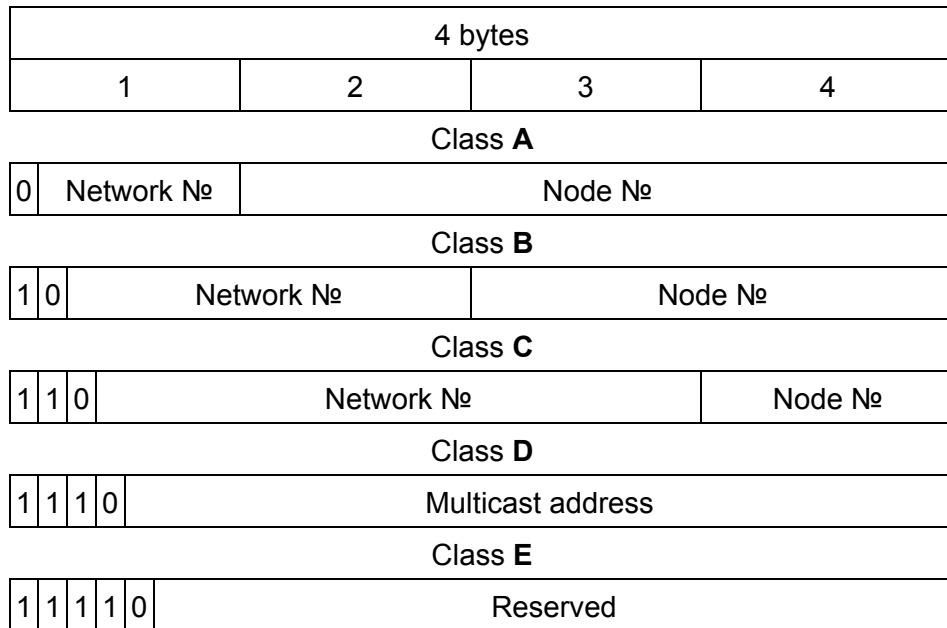 4 bytes
1 2 3 4
Class A
0 Network № Node №
Class B
1 0 Network № Node №
Class C
1 1 0 Network № Node №
Class D
1 1 1 0 Multicast address
Class E
1 1 1 1 0 Reserved